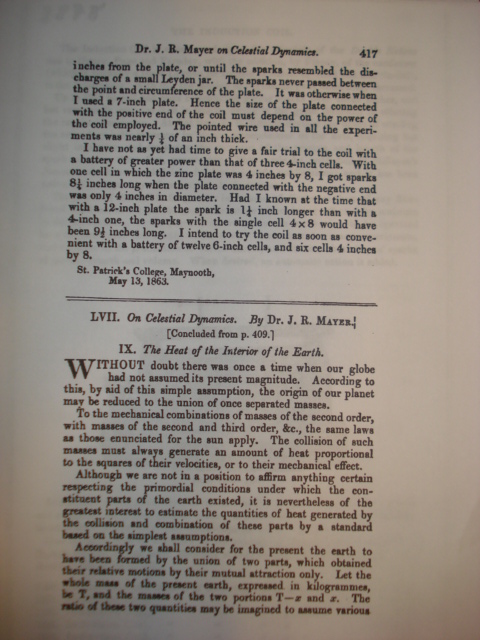 Dr. J. R. Mayer on Celestial Dynamics. 417
inches from the plate, or until the sparks resembled the dis-
charges of a small Leyden jar. The sparks never passed between
the point and circumference of the plate. It was otherwise when
I used a 7-inch plate. Hence the size of the plate connected
with the positive end of the coil must depend on the power of
the coil employed. The pointed wire used in all the experi-
ments was nearly of an inch thick.
I have not as yet had time to give a fair trial to the coil with
a battery of greater power than that of three 4-inch cells. With
one cell in which the zinc plate was 4 inches by 8, I got sparks
inches long when the plate connected with the negative end
was only 4 inches in diameter. Had I known at the time that
with a 12-inch plate the spark is 1¼ inch longer than with a
4-inch one, the sparks with the single cell 4×8 would have
been 9½ inches long. I intend to try the coil as soon as conve-
nient with a battery of twelve 6-inch cells, and six cells 4 inches
by 8.
St. Patrick's College, Maynooth,
May 13, 1863.
LVII. On Celestial Dynamics. By Dr. J. R. MAYER.
[Concluded from p. 409.]
IX. The Heat of the Interior of the Earth.
WITHOUT doubt there was once a time when our globe
had not assumed its present magnitude. According to
this, by aid of this simple assumption, the origin of our planet
may be reduced to the union of once separated masses.
To the mechanical combinations of masses of the second order,
with masses of the second and third order, &c., the same laws
as those enunciated for the sun apply. The collision of such
masses must always generate an amount of heat proportional
to the squares of their velocities, or to their mechanical effect.
Although we are not in a position to affirm anything certain
respecting the primordial conditions under which the con-
stituent parts of the earth existed, it is nevertheless of the
greatest interest to estimate the quantities of heat generated by
the collision and combination of these parts by a standard
based on the simplest assumptions.
Accordingly we shall consider for the present the earth to
have been formed by the union of two parts, which obtained
their relative motions by their mutual attraction only. Let the
whole mass of the present earth, expressed in kilogrammes,
be T, and the masses of the two portions T—x and x. The
ratio of these two quantities may be imagined to assume various